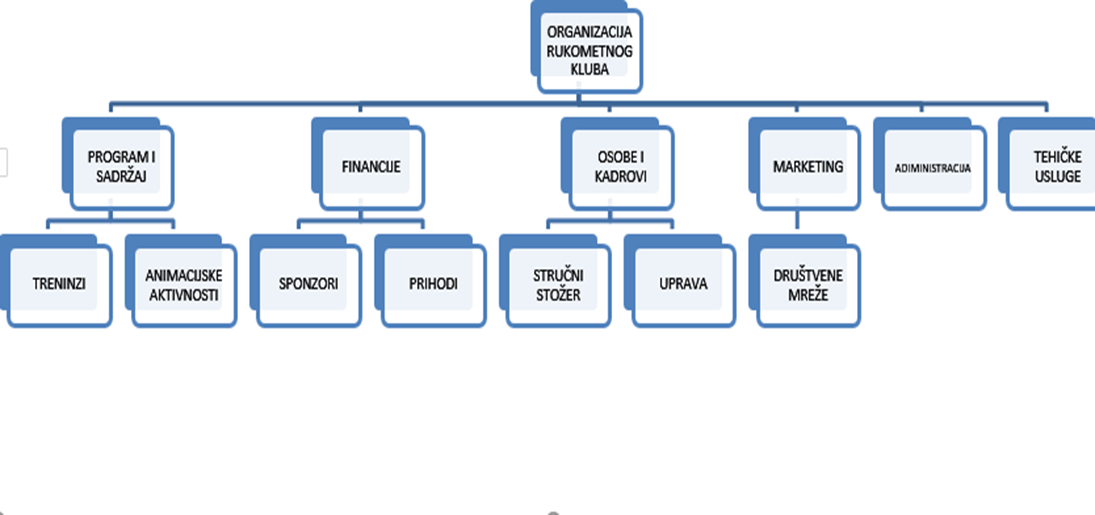 ORGANIZACIJA
RUKOMETNOG
KLUBA
PROGRAM I
SADRŽAJ
FINANCIJE
OSOBE I
KADROVI
MARKETING
ADIMINISTRACIJA
TEHIČKE
USLUGE
TRENINZI
ANIMACIJSKE
AKTIVNOSTI
SPONZORI
PRIHODI
STRUČNI
STOŽER
UPRAVA
DRUŠTVENE
MREŽE